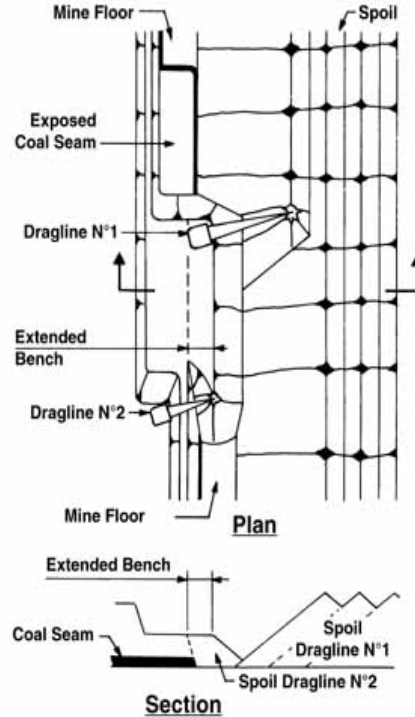 Mine Floor
Spoil
Exposed
Coal Seam
Dragline N°1
Extended
Bench
Dragline N°2
Mine Floor
Plan
Extended Bench
Coal Seam
Spoil
Dragline N°1
Spoil Dragline N°2
Section